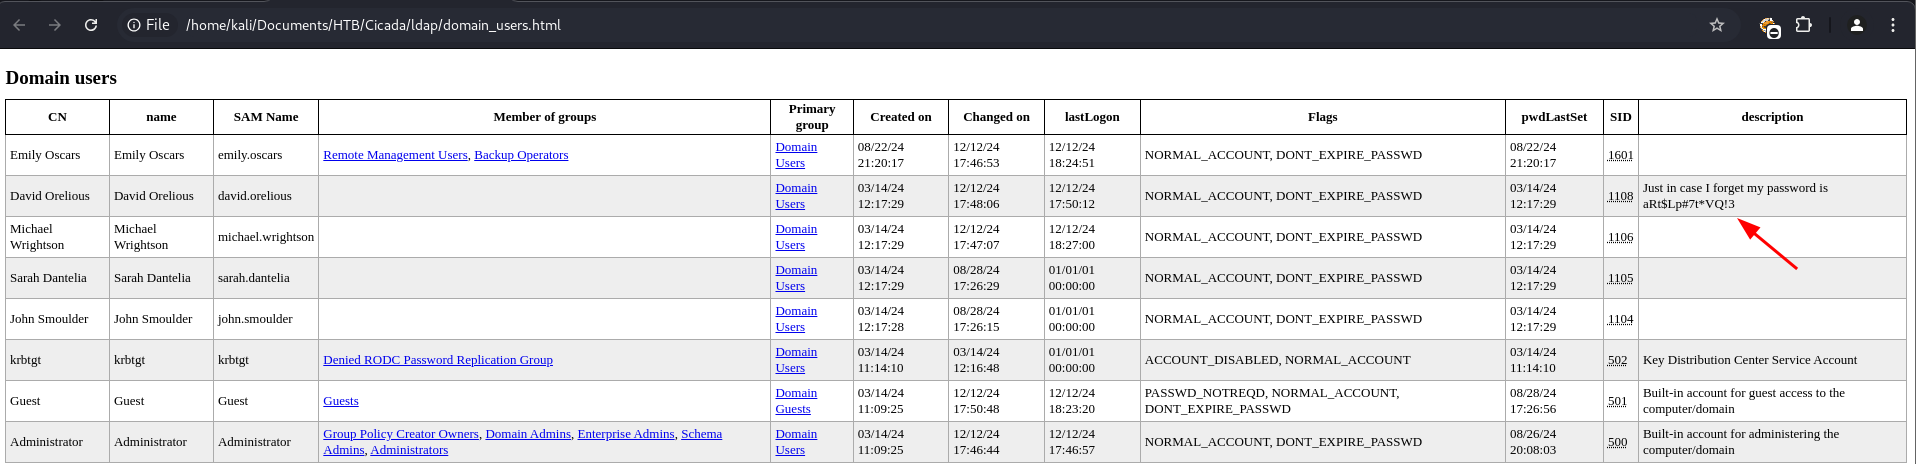 File /home/kali/Documents/HTB/Cicada/ldap/domain_users.html
Domain users
CN name SAM Name Member of groups Primary group Created on Changed on lastLogon Flags pwdLastSet SID description
Emily Oscars Emily Oscars emily.oscars Remote Management Users, Backup Operators Domain Users 08/22/24 21:20:17 12/12/24 17:46:53 12/12/24 18:24:51 NORMAL_ACCOUNT, DONT_EXPIRE_PASSWD 08/22/24 21:20:17 1601
David Orelious David Orelious david.orelious Domain Users 03/14/24 12:17:29 12/12/24 17:48:06 12/12/24 17:50:12 NORMAL_ACCOUNT, DONT_EXPIRE_PASSWD 03/14/24 12:17:29 1108 Just in case I forget my password is aRt$Lp#7t*VQ!3
Michael Wrightson Michael Wrightson michael.wrightson Domain Users 03/14/24 12:17:29 12/12/24 17:47:07 12/12/24 18:27:00 NORMAL_ACCOUNT, DONT_EXPIRE_PASSWD 03/14/24 12:17:29 1106
Sarah Dantelia Sarah Dantelia sarah.dantelia Domain Users 03/14/24 12:17:29 08/28/24 17:26:29 01/01/01 00:00:00 NORMAL_ACCOUNT, DONT_EXPIRE_PASSWD 03/14/24 12:17:29 1105
John Smoulder John Smoulder john.smoulder Domain Users 03/14/24 12:17:28 08/28/24 17:26:15 01/01/01 00:00:00 NORMAL_ACCOUNT, DONT_EXPIRE_PASSWD 03/14/24 12:17:29 1104
krbtgt krbtgt krbtgt Denied RODC Password Replication Group Domain Users 03/14/24 11:14:10 03/14/24 12:16:48 01/01/01 00:00:00 ACCOUNT_DISABLED, NORMAL_ACCOUNT 03/14/24 11:14:10 502 Key Distribution Center Service Account
Guest Guest Guest Guests Domain Guests 03/14/24 11:09:25 12/12/24 17:50:48 12/12/24 18:23:20 PASSWD_NOTREQD, NORMAL_ACCOUNT, DONT_EXPIRE_PASSWD 08/28/24 17:26:56 501 Built-in account for guest access to the computer/domain
Administrator Administrator Administrator Group Policy Creator Owners, Domain Admins, Enterprise Admins, Schema Admins, Administrators Domain Users 03/14/24 11:09:25 12/12/24 17:46:44 12/12/24 17:46:57 NORMAL_ACCOUNT, DONT_EXPIRE_PASSWD 08/26/24 20:08:03 500 Built-in account for administering the computer/domain